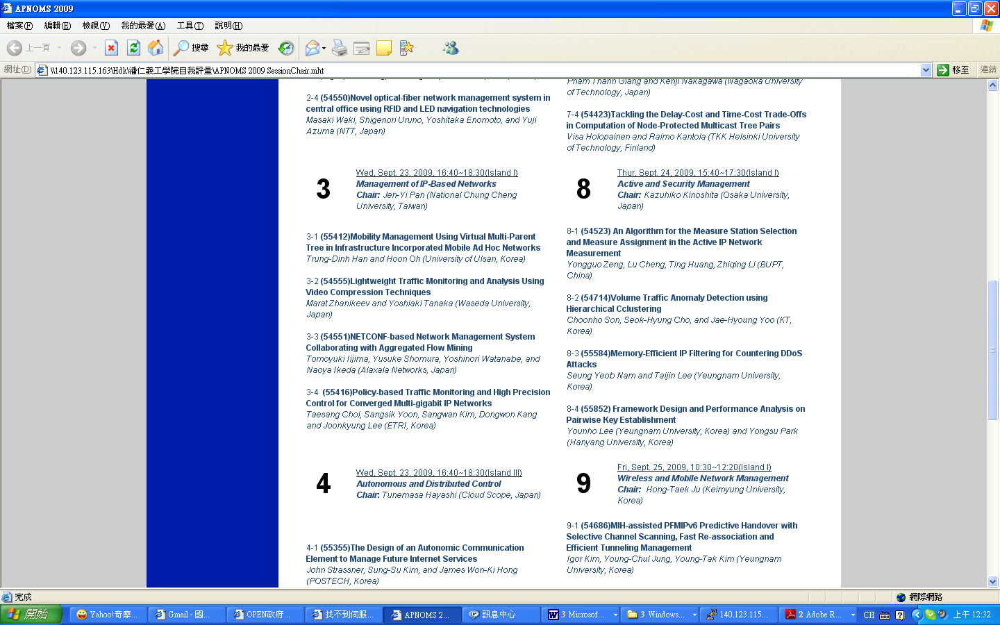 APNOMS 2009
檔案(F) 編輯(E) 檢視(V) 我的最愛(A) 工具(T) 說明(H)
上一頁 搜尋 我的最愛
網址(D) \\140.123.115.163\Hdk\潘仁義工學院自我評量\APNOMS 2009 SessionChair.mht 移至 連結
2-4 (54550)Novel optical-fiber network management system in
central office using RFID and LED navigation technologies
Masaki Waki, Shigenori Uruno, Yoshitaka Enomoto, and Yuji
Azuma (NTT, Japan)
3
Wed, Sept. 23, 2009, 16:40~18:30(Island I)
Management of IP-Based Networks
Chair: Jen-Yi Pan (National Chung Cheng
University, Taiwan)
3-1 (55412)Mobility Management Using Virtual Multi-Parent
Tree in Infrastructure Incorporated Mobile Ad Hoc Networks
Trung-Dinh Han and Hoon Oh (University of Ulsan, Korea)
3-2 (54555)Lightweight Traffic Monitoring and Analysis Using
Video Compression Techniques
Marat Zhanikeev and Yoshiaki Tanaka (Waseda University,
Japan)
3-3 (54551)NETCONF-based Network Management System
Collaborating with Aggregated Flow Mining
Tomoyuki Iijima, Yusuke Shomura, Yoshinori Watanabe, and
Naoya Ikeda (Alaxala Networks, Japan)
3-4 (55416)Policy-based Traffic Monitoring and High Precision
Control for Converged Multi-gigabit IP Networks
Taesang Choi, Sangsik Yoon, Sangwan Kim, Dongwon Kang
and Joonkyung Lee (ETRI, Korea)
4
Wed, Sept. 23, 2009, 16:40~18:30(Island III)
Autonomous and Distributed Control
Chair: Tunemasa Hayashi (Cloud Scope, Japan)
4-1 (55355)The Design of an Autonomic Communication
Element to Manage Future Internet Services
John Strassner, Sung-Su Kim, and James Won-Ki Hong
(POSTECH, Korea)
Pham Thanh Giang and Kenji Nakagawa (Nagaoka University
of Technology, Japan)
7-4 (54423)Tackling the Delay-Cost and Time-Cost Trade-Offs
in Computation of Node-Protected Multicast Tree Pairs
Visa Holopainen and Raimo Kantola (TKK Helsinki University
of Technology, Finland)
8
Thur, Sept. 24, 2009, 15:40~17:30(Island I)
Active and Security Management
Chair: Kazuhiko Kinoshita (Osaka University,
Japan)
8-1 (54523) An Algorithm for the Measure Station Selection
and Measure Assignment in the Active IP Network
Measurement
Yongguo Zeng, Lu Cheng, Ting Huang, Zhiqing Li (BUPT,
China)
8-2 (54714)Volume Traffic Anomaly Detection using
Hierarchical Cclustering
Choonho Son, Seok-Hyung Cho, and Jae-Hyoung Yoo (KT,
Korea)
8-3 (55584)Memory-Efficient IP Filtering for Countering DDoS
Attacks
Seung Yeob Nam and Taijin Lee (Yeungnam University,
Korea)
8-4 (55852) Framework Design and Performance Analysis on
Pairwise Key Establishment
Younho Lee (Yeungnam University, Korea) and Yongsu Park
(Hanyang University, Korea)
9
Fri, Sept. 25, 2009, 10:30~12:20(Island I)
Wireless and Mobile Network Management
Chair: Hong-Taek Ju (Keimyung University,
Korea)
9-1 (54686)MIH-assisted PFMIPv6 Predictive Handover with
Selective Channel Scanning, Fast Re-association and
Efficient Tunneling Management
Igor Kim, Young-Chul Jung, Young-Tak Kim (Yeungnam
University, Korea)
完成 網際網路
開始 Yahoo!奇摩... Gmail - 國... OPEN政府... 找不到伺服... APNOMS 2... 訊息中心 3 Microsof... 3 Windows... 140.123.115... 2 Adobe R... CH 上午 12:32